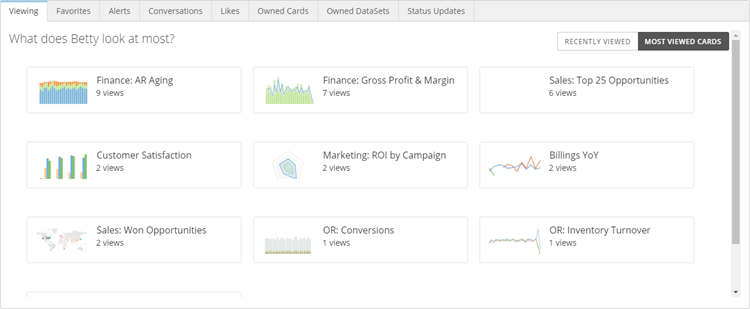 Viewing Favorites Alerts Conversations Likes Owned Cards Owned DataSets Status Updates
What does Betty look at most?
RECENTLY VIEWED MOST VIEWED CARDS
Finance: AR Aging
9 views
Finance: Gross Profit & Margin
7 views
Sales: Top 25 Opportunities
6 views
Customer Satisfaction
2 views
Marketing: ROI by Campaign
2 views
Billings YoY
2 views
Sales: Won Opportunities
2 views
OR: Conversions
1 views
OR: Inventory Turnover
1 views